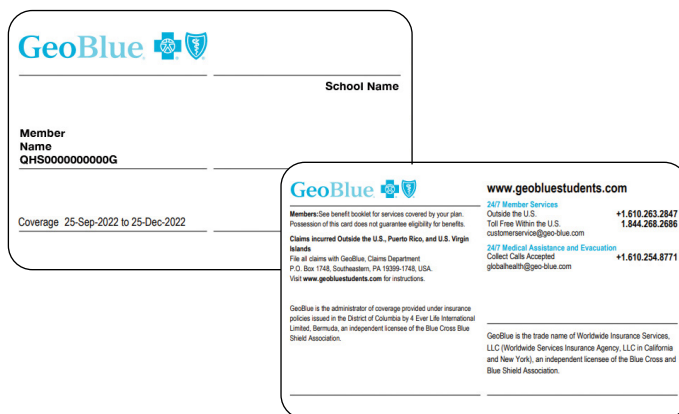 GeoBlue
School Name
Member
Name
QHS0000000000G
Coverage 25-Sep-2022 to 25-Dec-2022
GeoBlue
Members:See benefit booklet for services covered by your plan.
Possession of this card does not guarantee eligibility for benefits.
Claims incurred Outside the U.S., Puerto Rico, and U.S. Virgin
Islands
File all claims with GeoBlue, Claims Department
P.O. Box 1748, Southeastern, PA 19399-1748, USA.
Visit www.geobluestudents.com for instructions.
GeoBlue is the administrator of coverage provided under insurance
policies issued in the District of Columbia by 4 Ever Life International
Limited, Bermuda, an independent licensee of the Blue Cross Blue
Shield Association.
www.geobluestudents.com
24/7 Member Services
Outside the U.S. +1.610.263.2847
Toll Free Within the U.S. 1.844.268.2686
customerservice@geo-blue.com
24/7 Medical Assistance and Evacuation
Collect Calls Accepted +1.610.254.8771
globalhealth@geo-blue.com
GeoBlue is the trade name of Worldwide Insurance Services,
LLC (Worldwide Services Insurance Agency, LLC in California
and New York), an independent licensee of the Blue Cross and
Blue Shield Association.